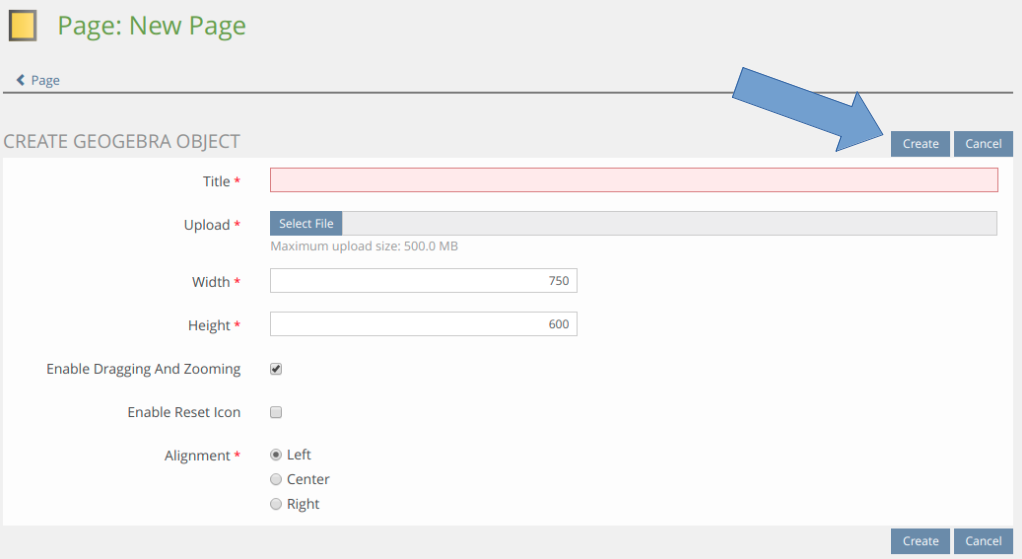 Page: New Page
Page
CREATE GEOGEBRA OBJECT
Create Cancel
Title *
Upload * Select File
Maximum upload size: 500.0 MB
Width * 750
Height * 600
Enable Dragging And Zooming
Enable Reset Icon
Alignment * Left
Center
Right
Create Cancel